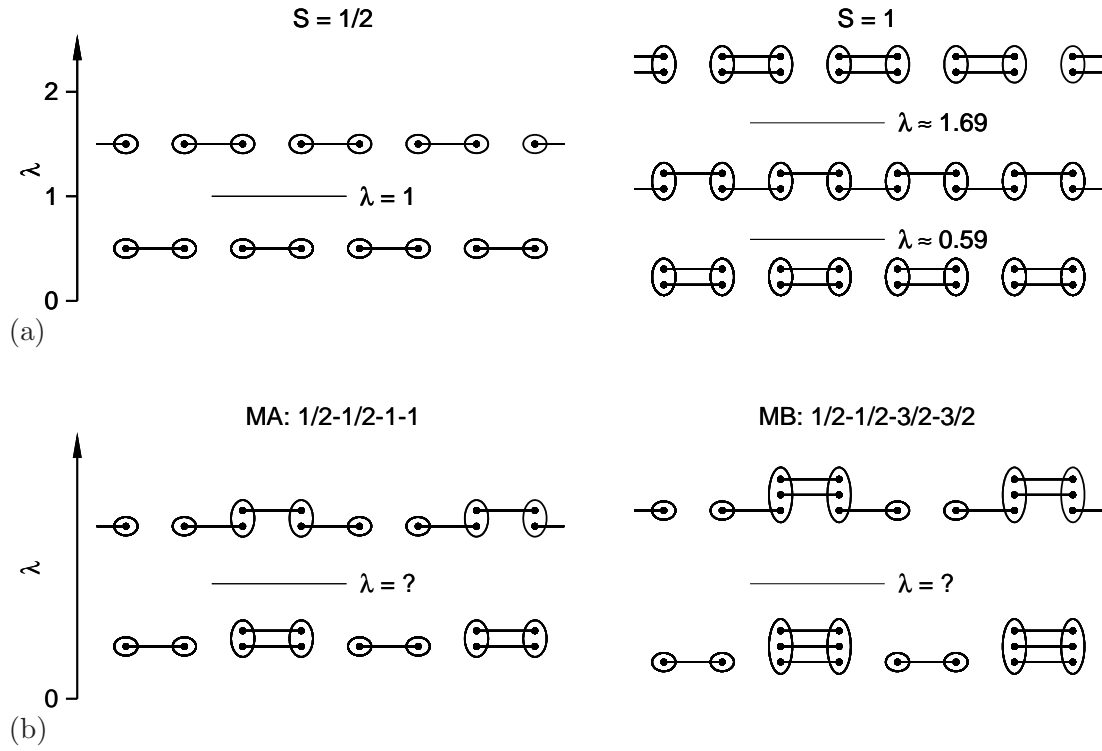 S = 1/2
S = 1
2
λ ≈ 1.69
λ
1
λ = 1
λ ≈ 0.59
0
(a)
MA: 1/2-1/2-1-1
MB: 1/2-1/2-3/2-3/2
λ
λ = ?
λ = ?
0
(b)